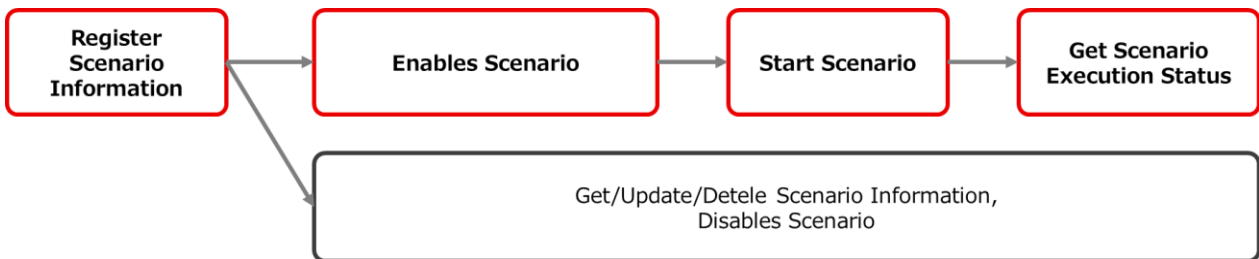 Register
Scenario
Information
Enables Scenario
Start Scenario
Get Scenario
Execution Status
Get/Update/Detele Scenario Information,
Disables Scenario